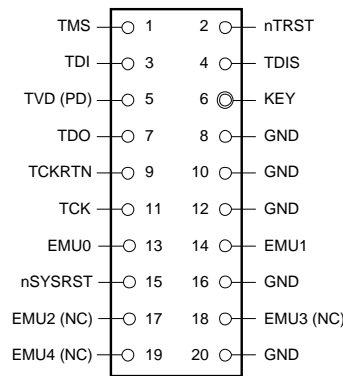 TMS 1 2 nTRST
TDI 3 4 TDIS
TVD (PD) 5 6 KEY
TDO 7 8 GND
TCKRTN 9 10 GND
TCK 11 12 GND
EMU0 13 14 EMU1
nSYSRST 15 16 GND
EMU2 (NC) 17 18 EMU3 (NC)
EMU4 (NC) 19 20 GND